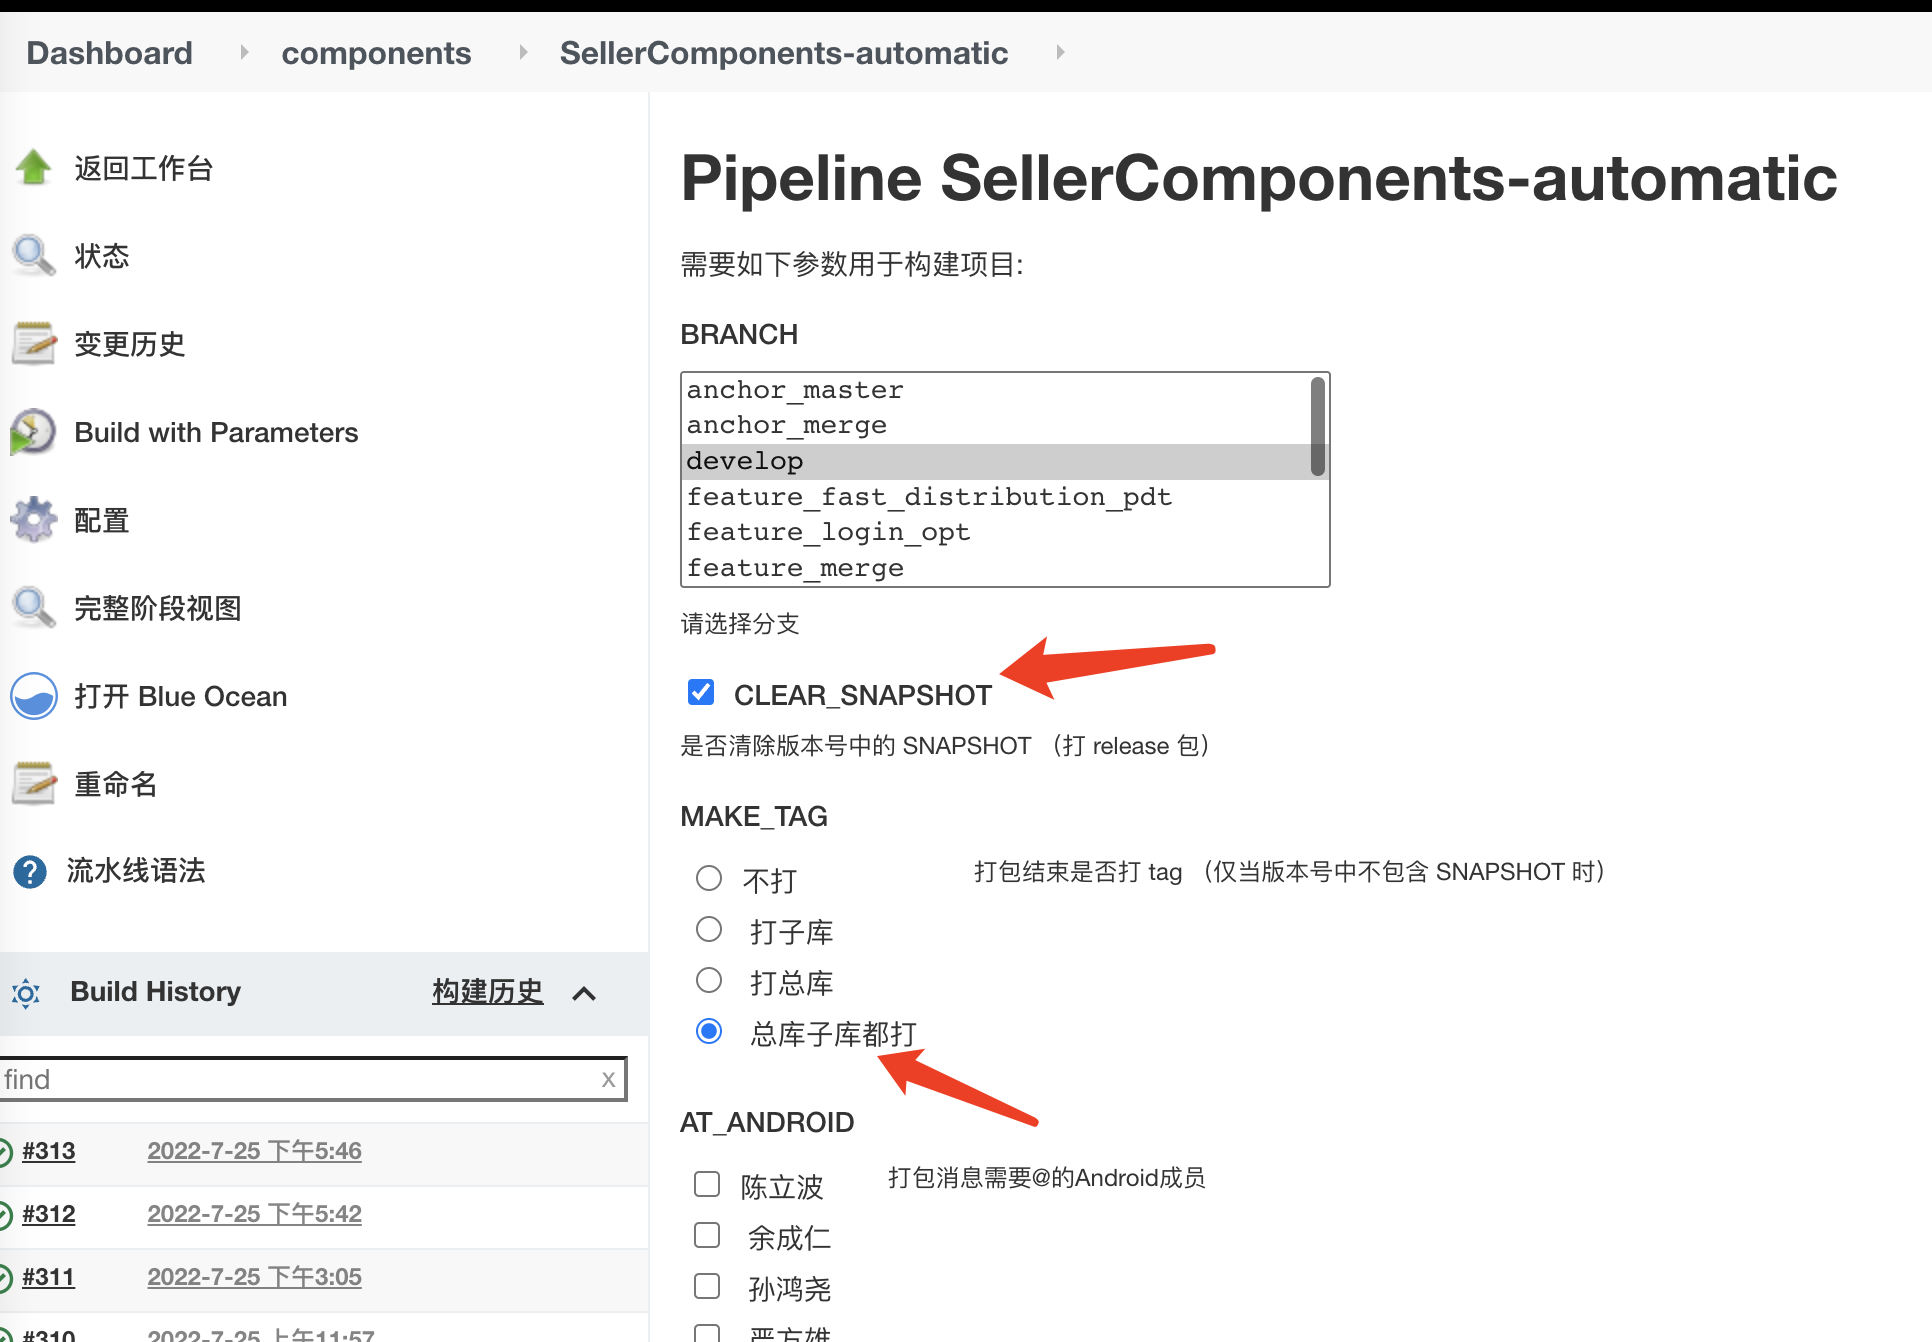 Dashboard components SellerComponents-automatic
返回工作台
状态
变更历史
Build with Parameters
配置
完整阶段视图
打开 Blue Ocean
重命名
流水线语法
Build History 构建历史
find x
#313 2022-7-25 下午5:46
#312 2022-7-25 下午5:42
#311 2022-7-25 下午3:05
#310 2022-7-25 上午11:57
Pipeline SellerComponents-automatic
需要如下参数用于构建项目:
BRANCH
anchor_master
anchor_merge
develop
feature_fast_distribution_pdt
feature_login_opt
feature_merge
请选择分支
CLEAR_SNAPSHOT
是否清除版本号中的 SNAPSHOT （打 release 包）
MAKE_TAG
不打 打包结束是否打 tag （仅当版本号中不包含 SNAPSHOT 时）
打子库
打总库
总库子库都打
AT_ANDROID
陈立波 打包消息需要@的Android成员
余成仁
孙鸿尧